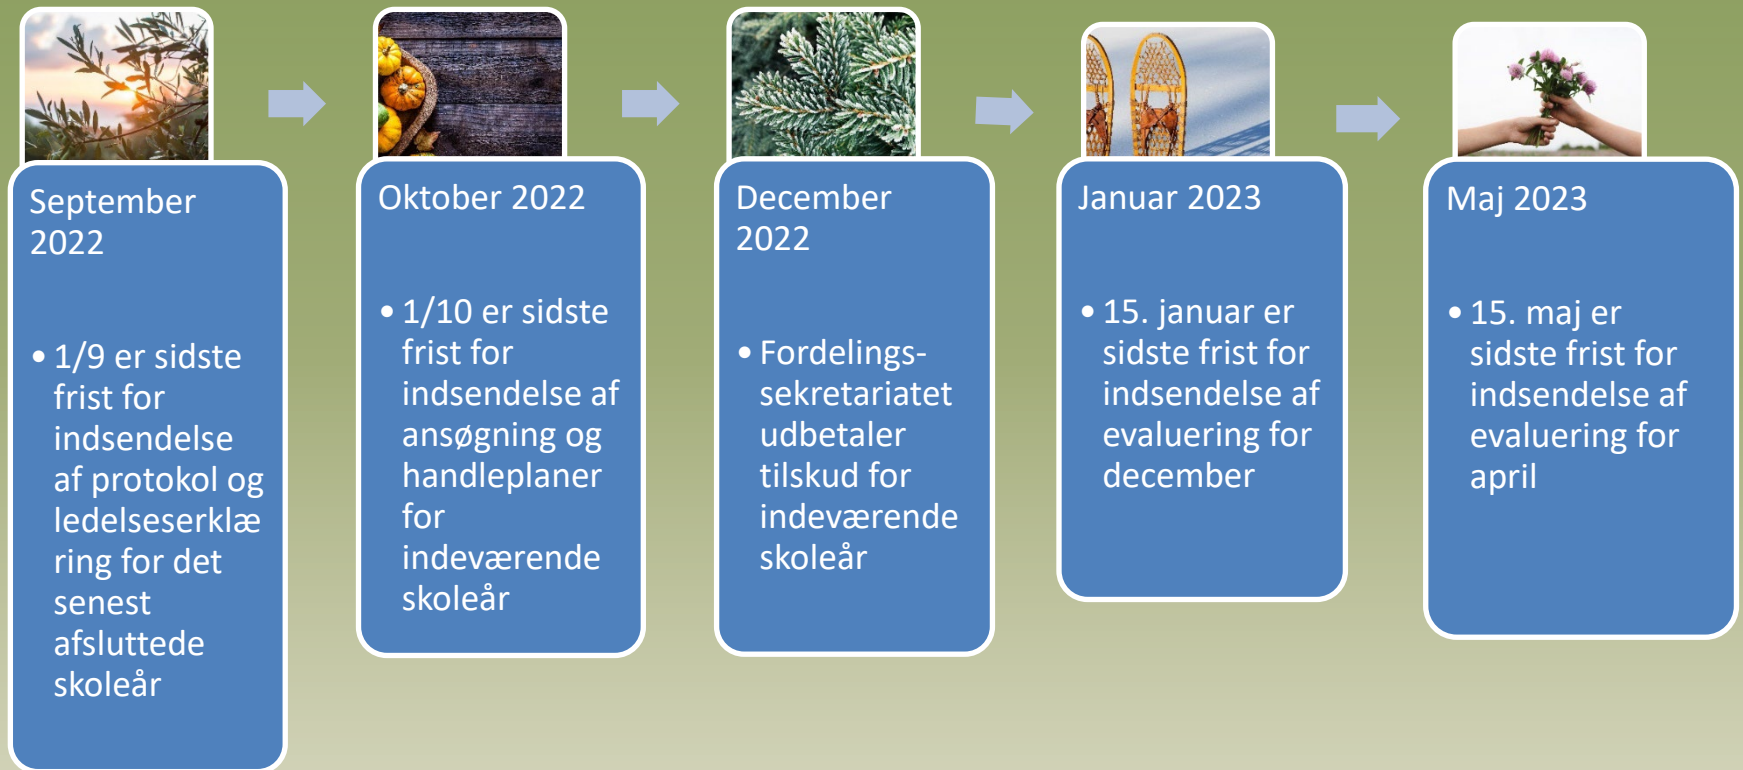 September
2022
• 1/9 er sidste
frist for
indsendelse
af protokol og
ledelseserklæ
ring for det
senest
afsluttede
skoleår
Oktober 2022
• 1/10 er sidste
frist for
indsendelse af
ansøgning og
handleplaner
for
indeværende
skoleår
December
2022
• Fordelings-
sekretariatet
udbetaler
tilskud for
indeværende
skoleår
Januar 2023
• 15. januar er
sidste frist for
indsendelse af
evaluering for
december
Maj 2023
• 15. maj er
sidste frist for
indsendelse af
evaluering for
april